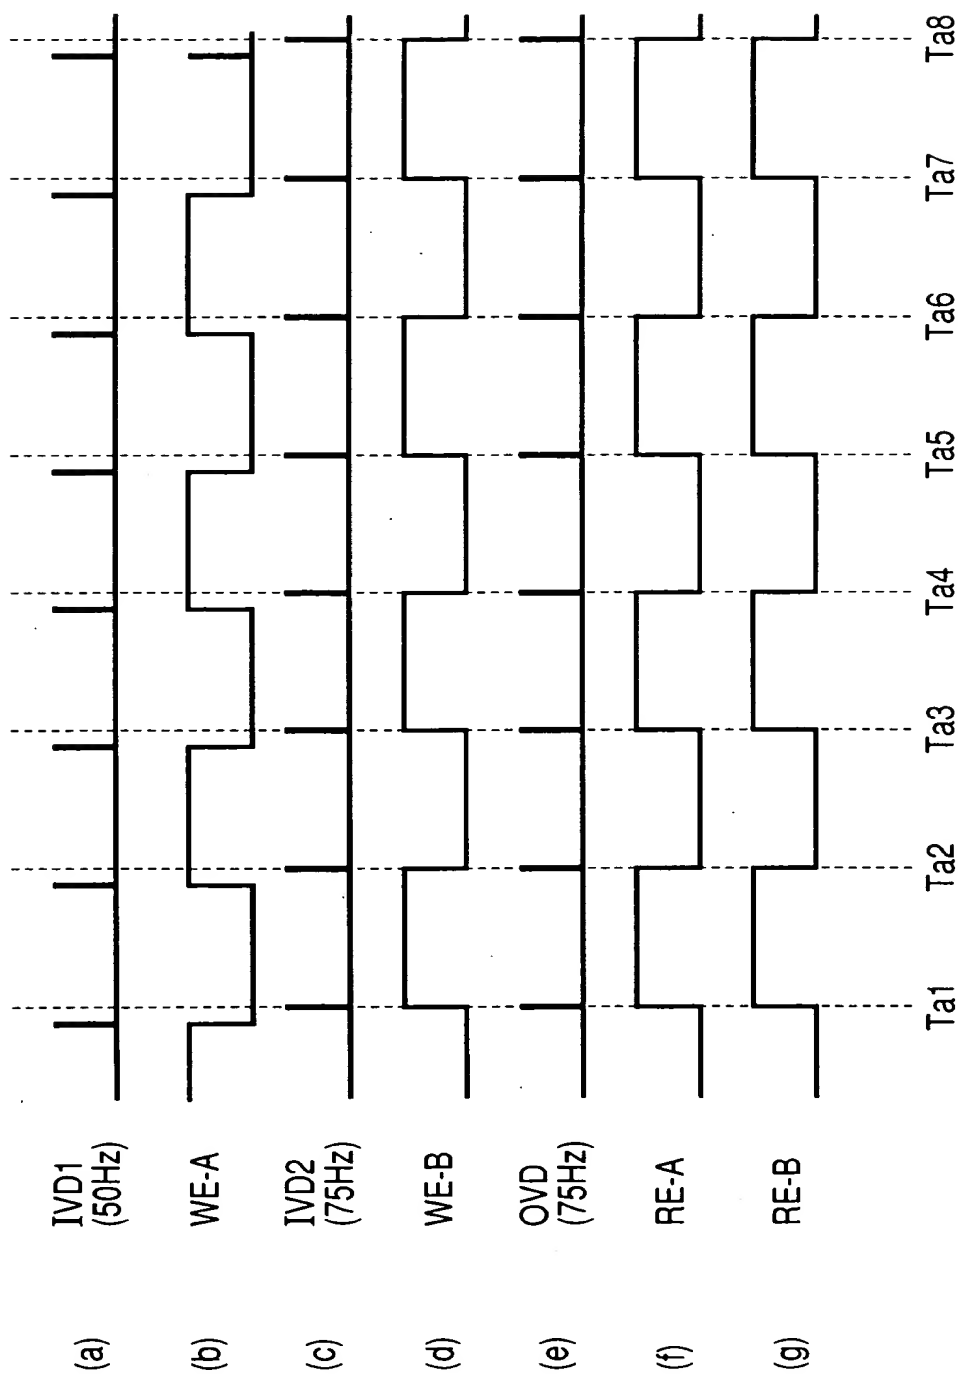 (a) IVD1
(50Hz)
(b) WE-A
(c) IVD2
(75Hz)
(d) WE-B
(e) OVD
(75Hz)
(f) RE-A
(g) RE-B
Ta1 Ta2 Ta3 Ta4 Ta5 Ta6 Ta7 Ta8